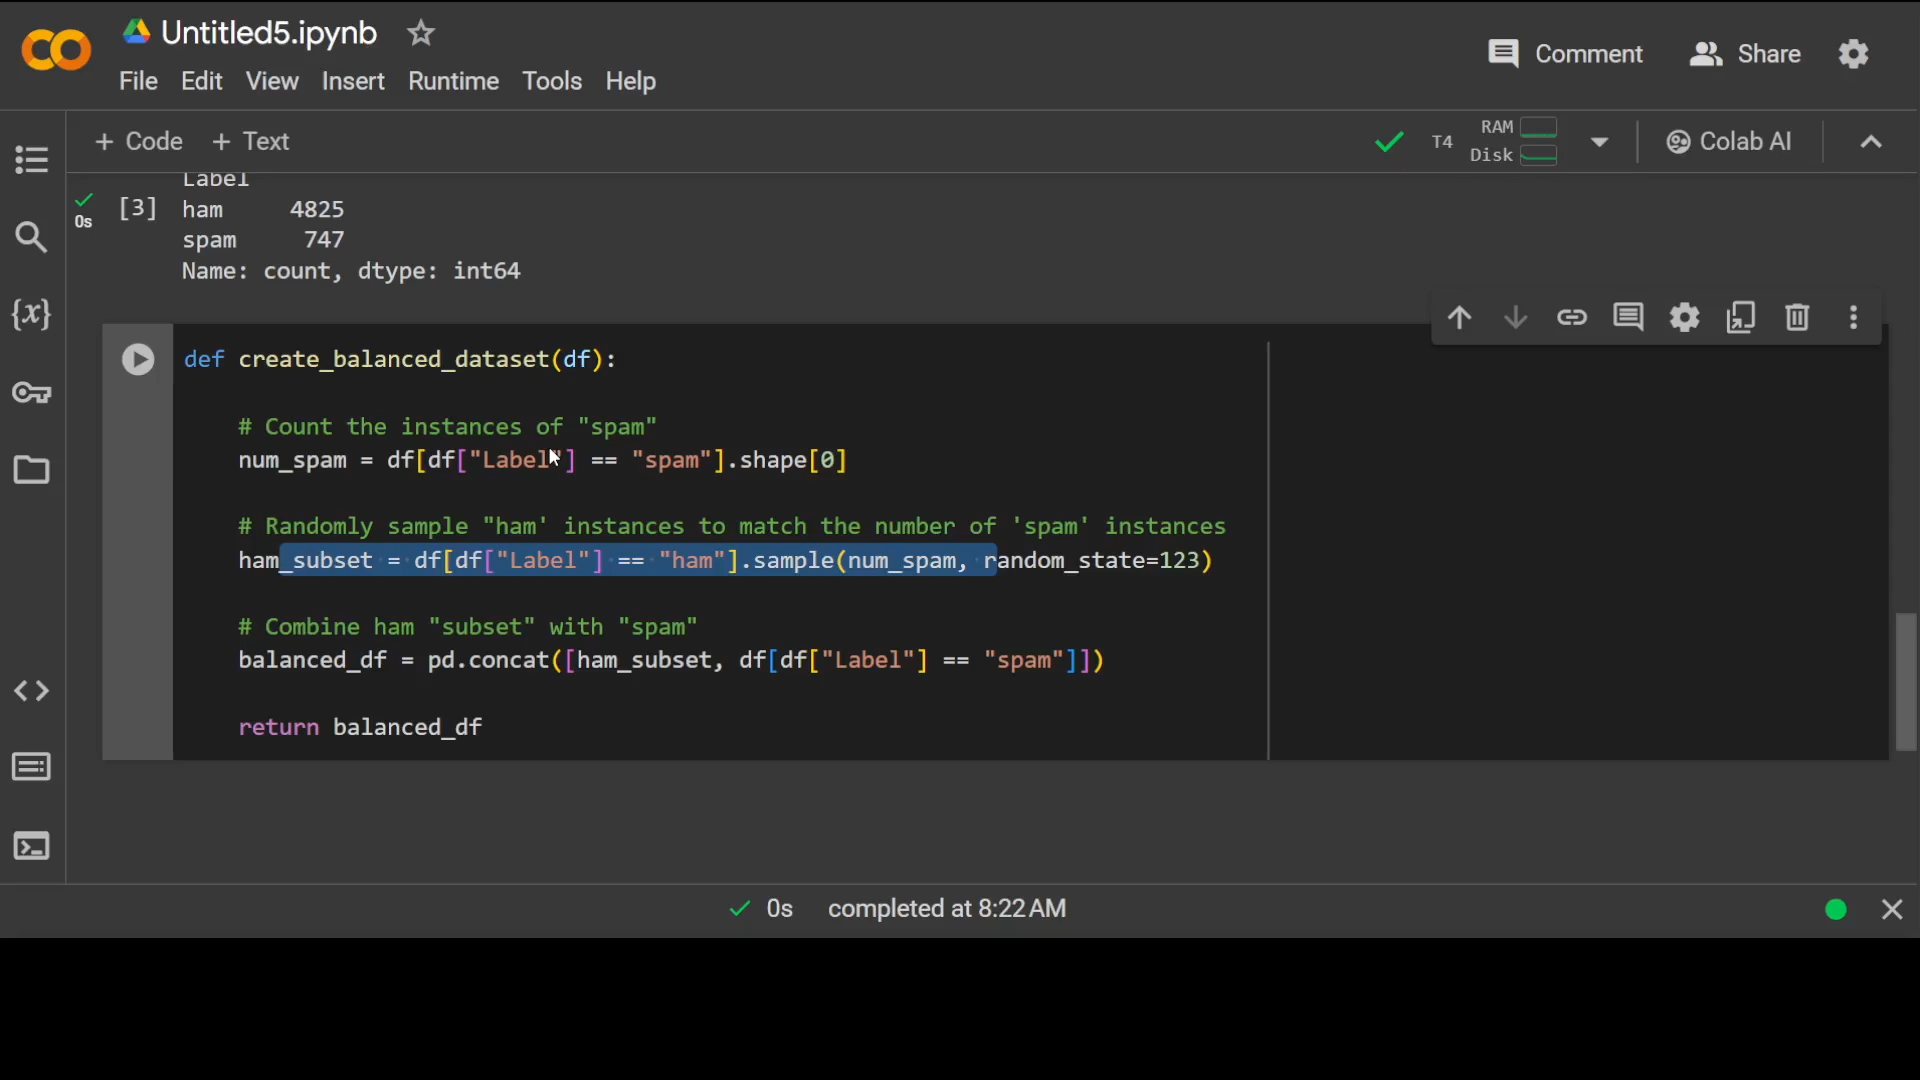 Untitled5.ipynb
File Edit View Insert Runtime Tools Help
Comment Share
+ Code + Text
T4 RAM Disk
Colab AI
Label
0s [3] ham 4825
spam 747
Name: count, dtype: int64
{x}
def create_balanced_dataset(df):
# Count the instances of "spam"
num_spam = df[df["Label"] == "spam"].shape[0]
# Randomly sample "ham' instances to match the number of 'spam' instances
ham_subset = df[df["Label"] == "ham"].sample(num_spam, random_state=123)
# Combine ham "subset" with "spam"
balanced_df = pd.concat([ham_subset, df[df["Label"] == "spam"]])
return balanced_df
0s completed at 8:22 AM